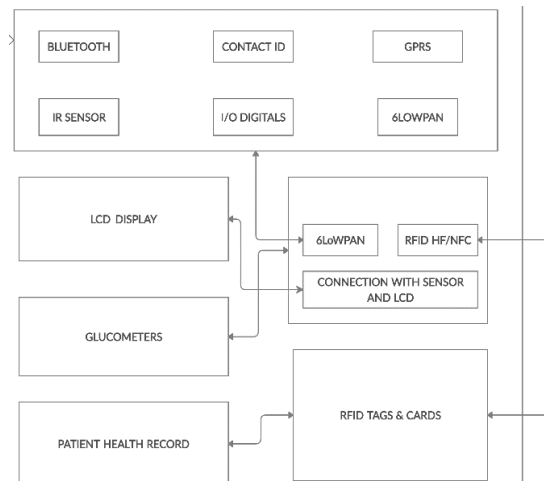 BLUETOOTH
CONTACT ID
GPRS
IR SENSOR
I/O DIGITALS
6LOWPAN
LCD DISPLAY
6LoWPAN
RFID HF/NFC
CONNECTION WITH SENSOR
AND LCD
GLUCOMETERS
RFID TAGS & CARDS
PATIENT HEALTH RECORD